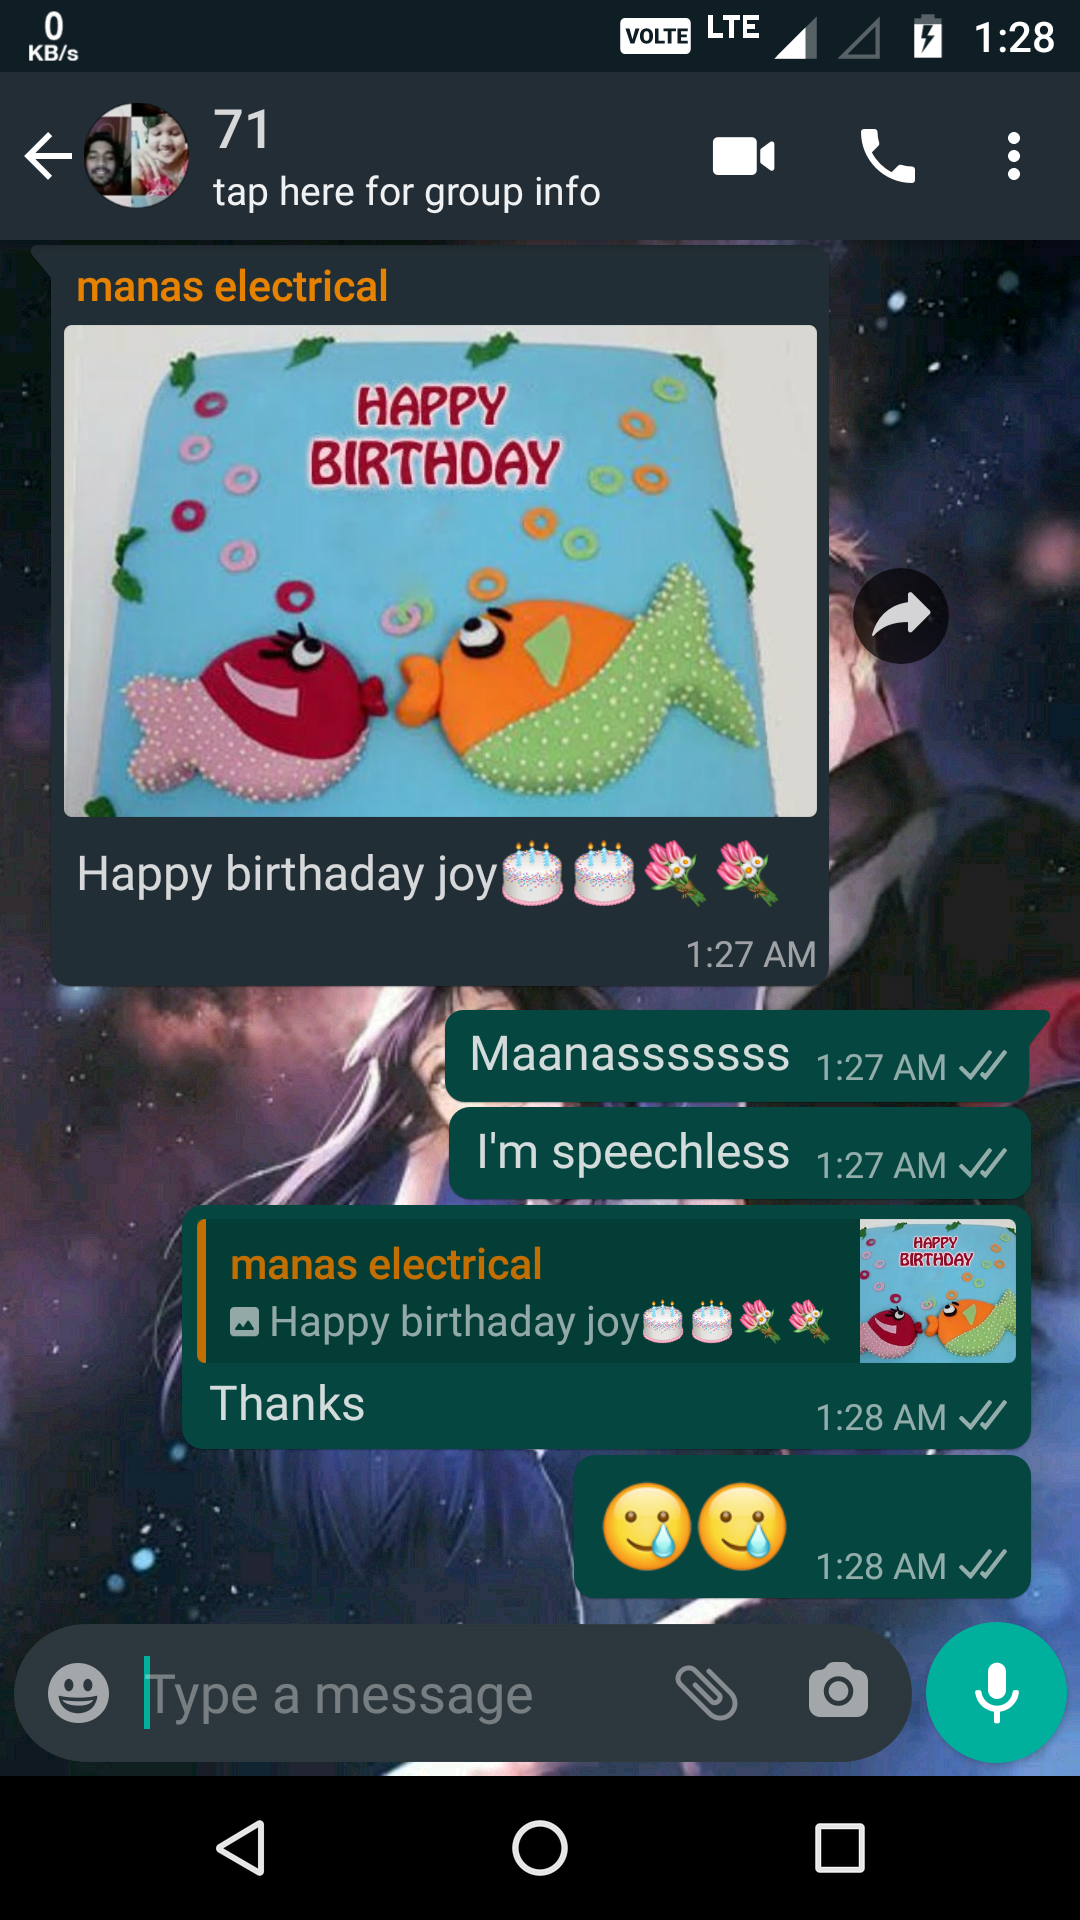 0
KB/s
VOLTE LTE 1:28
71
tap here for group info
manas electrical
HAPPY
BIRTHDAY
Happy birthaday joy🎂🎂💐💐
1:27 AM
Maanasssssss 1:27 AM
I'm speechless 1:27 AM
manas electrical
Happy birthaday joy🎂🎂💐💐
HAPPY
BIRTHDAY
Thanks 1:28 AM
🥲🥲 1:28 AM
Type a message